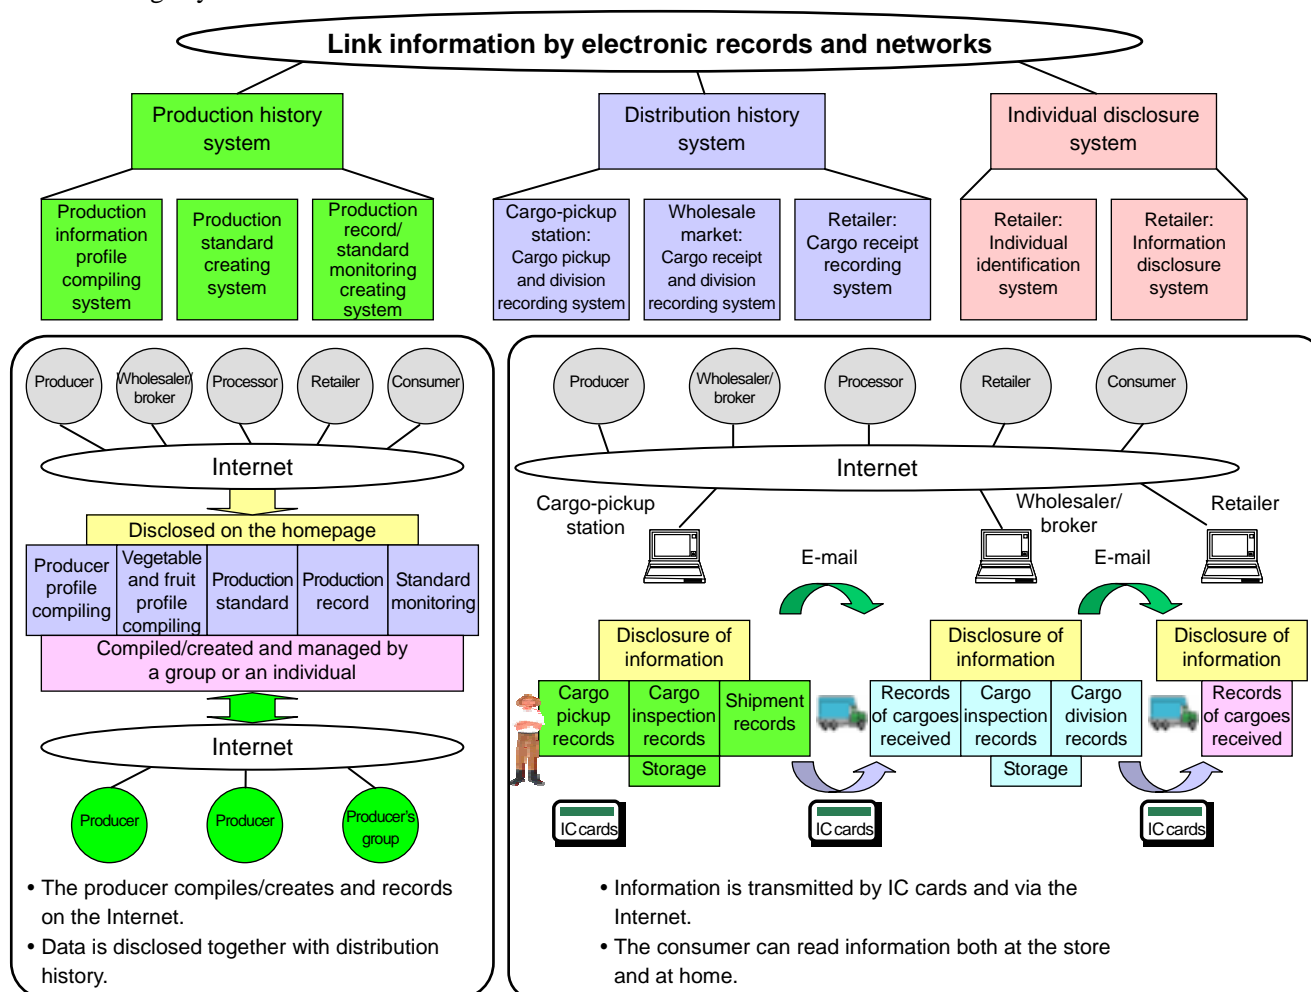 Link information by electronic records and networks
Production history
system
Distribution history
system
Individual disclosure
system
Production
information
profile
compiling
system
Production
standard
creating
system
Production
record/
standard
monitoring
creating
system
Cargo-pickup
station:
Cargo pickup
and division
recording system
Wholesale
market:
Cargo receipt
and division
recording system
Retailer:
Cargo receipt
recording
system
Retailer:
Individual
identification
system
Retailer:
Information
disclosure
system
Producer
Wholesaler/
broker
Processor
Retailer
Consumer
Internet
Disclosed on the homepage
Producer
profile
compiling
Vegetable
and fruit
profile
compiling
Production
standard
Production
record
Standard
monitoring
Compiled/created and managed by
a group or an individual
Internet
Producer
Producer
Producer's
group
• The producer compiles/creates and records
on the Internet.
• Data is disclosed together with distribution
history.
Producer
Wholesaler/
broker
Processor
Retailer
Consumer
Internet
Cargo-pickup
station
Wholesaler/
broker
Retailer
E-mail
E-mail
Disclosure of
information
Disclosure of
information
Disclosure of
information
Cargo
pickup
records
Cargo
inspection
records
Shipment
records
Storage
Records
of cargoes
received
Cargo
inspection
records
Cargo
division
records
Storage
Records
of cargoes
received
IC cards
IC cards
IC cards
• Information is transmitted by IC cards and via the
Internet.
• The consumer can read information both at the store
and at home.